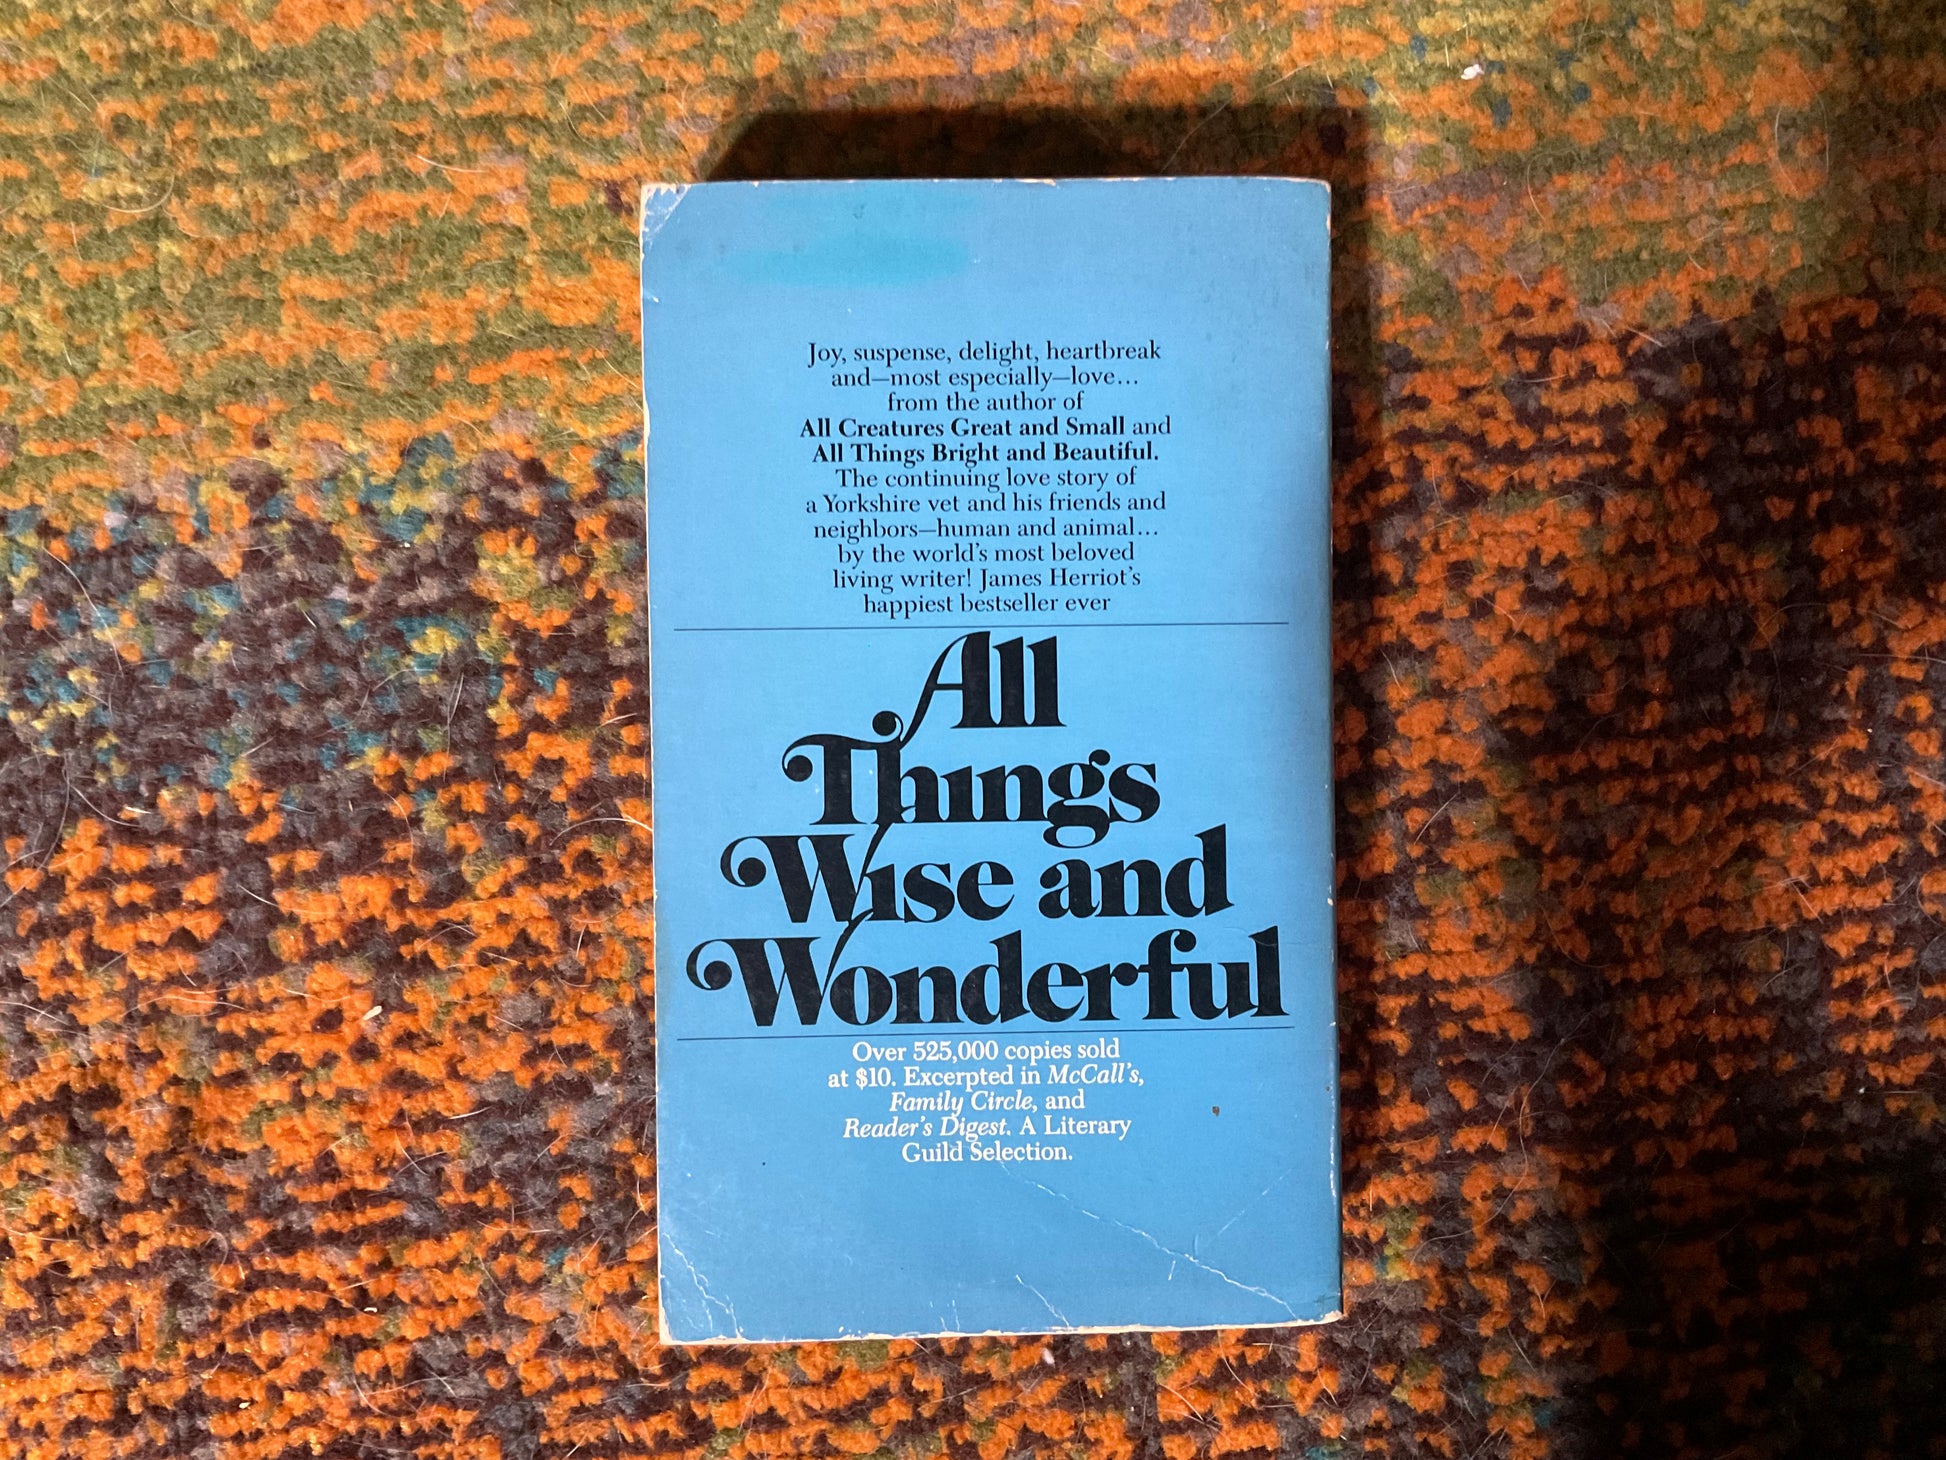 Joy, suspense, delight, heartbreak
and—most especially—love...
from the author of
All Creatures Great and Small and
All Things Bright and Beautiful.
The continuing love story of
a Yorkshire vet and his friends and
neighbors—human and animal...
by the world's most beloved
living writer! James Herriot's
happiest bestseller ever
All
Things
Wise and
Wonderful
Over 525,000 copies sold
at $10. Excerpted in McCall's,
Family Circle, and
Reader's Digest. A Literary
Guild Selection.